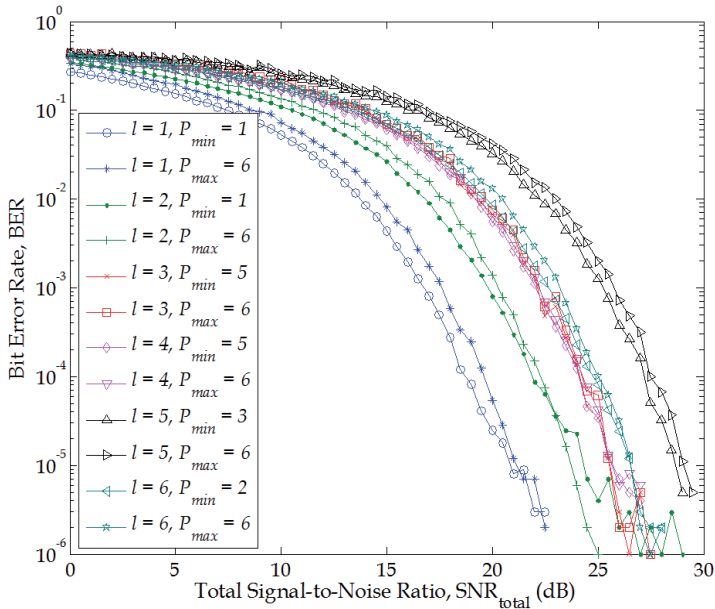 Bit Error Rate, BER
10^0
10^-1
10^-2
10^-3
10^-4
10^-5
10^-6
l = 1, P_min = 1
l = 1, P_max = 6
l = 2, P_min = 1
l = 2, P_max = 6
l = 3, P_min = 5
l = 3, P_max = 6
l = 4, P_min = 5
l = 4, P_max = 6
l = 5, P_min = 3
l = 5, P_max = 6
l = 6, P_min = 2
l = 6, P_max = 6
0 5 10 15 20 25 30
Total Signal-to-Noise Ratio, SNR_total (dB)